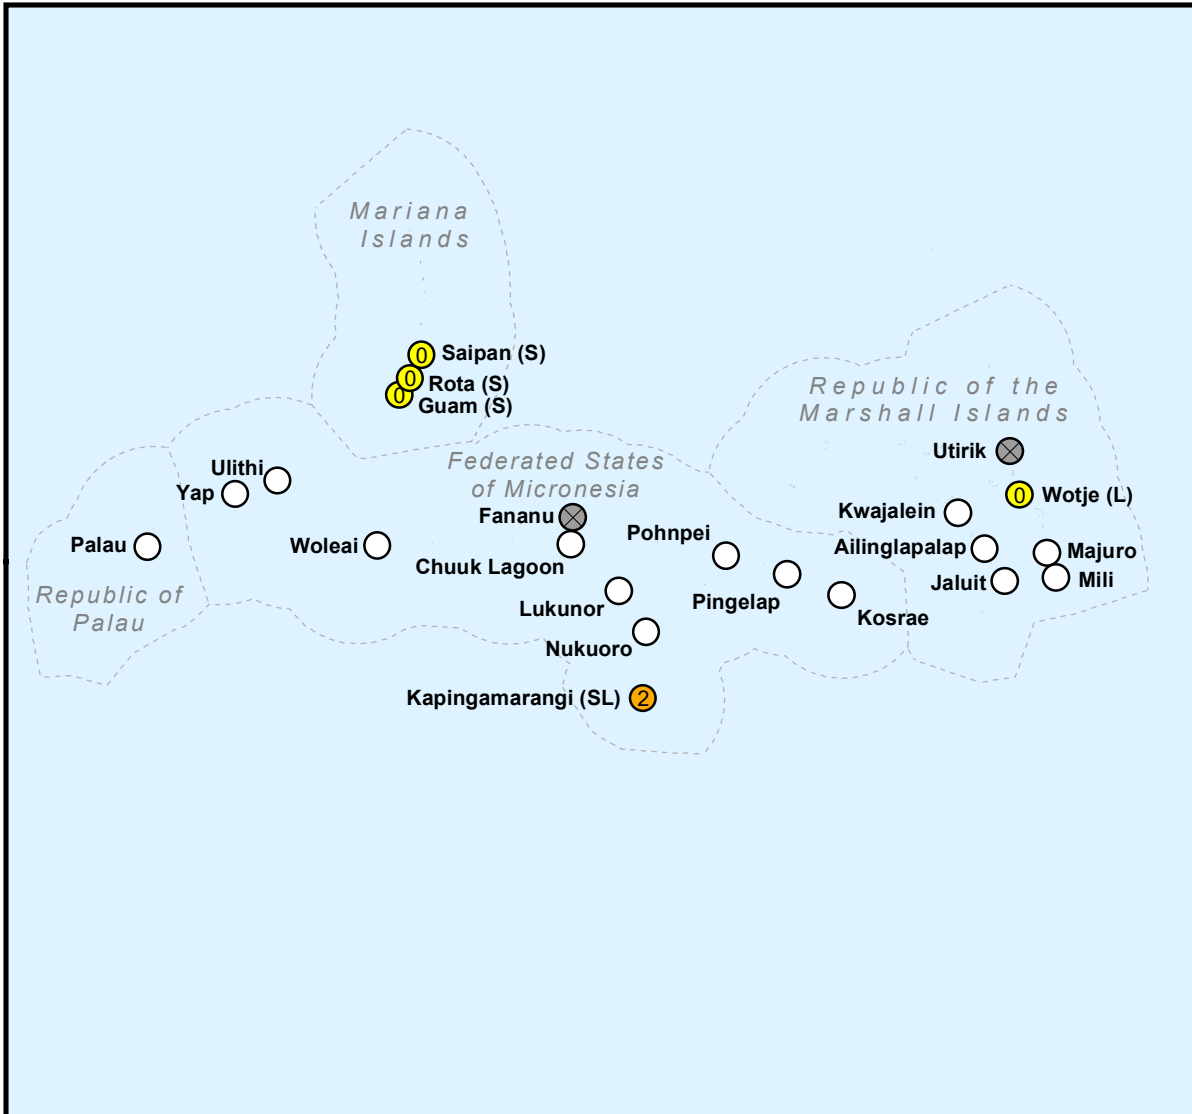 Mariana
Islands
0 Saipan (S)
0 Rota (S)
0 Guam (S)
Republic of the
Marshall Islands
Utirik
0 Wotje (L)
Federated States
of Micronesia
Ulithi
Yap
Fananu
Kwajalein
Pohnpei
Palau
Woleai
Chuuk Lagoon
Ailinglapalap
Majuro
Jaluit
Mili
Republic of
Palau
Lukunor
Pingelap
Kosrae
Nukuoro
Kapingamarangi (SL) 2